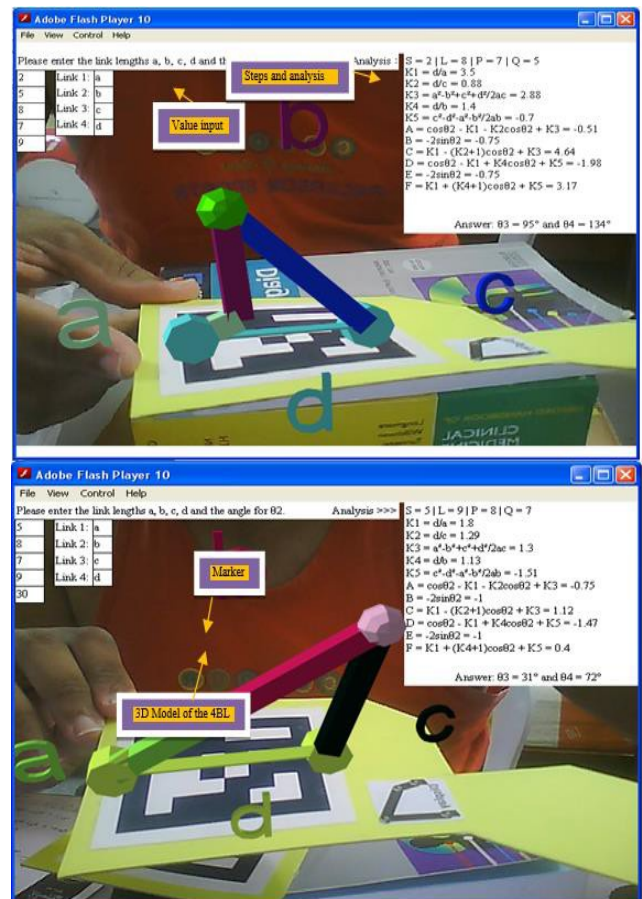 Adobe Flash Player 10
File View Control Help
Please enter the link lengths a, b, c, d and th
Analysis :
2 Link 1: a
5 Link 2: b
8 Link 3: c
7 Link 4: d
9
Steps and analysis
Value input
S = 2 | L = 8 | P = 7 | Q = 5
K1 = d/a = 3.5
K2 = d/c = 0.88
K3 = a²-b²+c²+d²/2ac = 2.88
K4 = d/b = 1.4
K5 = c²-d²-a²-b²/2ab = -0.7
A = cosθ2 - K1 - K2cosθ2 + K3 = -0.51
B = -2sinθ2 = -0.75
C = K1 - (K2+1)cosθ2 + K3 = 4.64
D = cosθ2 - K1 + K4cosθ2 + K5 = -1.98
E = -2sinθ2 = -0.75
F = K1 + (K4+1)cosθ2 + K5 = 3.17
Answer: θ3 = 95° and θ4 = 134°
b
a
c
d
CLINICAL
Adobe Flash Player 10
File View Control Help
Please enter the link lengths a, b, c, d and the angle for θ2. Analysis >>>
5 Link 1: a
8 Link 2: b
7 Link 3: c
9 Link 4: d
30
S = 5 | L = 9 | P = 8 | Q = 7
K1 = d/a = 1.8
K2 = d/c = 1.29
K3 = a²-b²+c²+d²/2ac = 1.3
K4 = d/b = 1.13
K5 = c²-d²-a²-b²/2ab = -1.51
A = cosθ2 - K1 - K2cosθ2 + K3 = -0.75
B = -2sinθ2 = -1
C = K1 - (K2+1)cosθ2 + K3 = 1.12
D = cosθ2 - K1 + K4cosθ2 + K5 = -1.47
E = -2sinθ2 = -1
F = K1 + (K4+1)cosθ2 + K5 = 0.4
Answer: θ3 = 31° and θ4 = 72°
Marker
3D Model of the 4BL
a
c
d